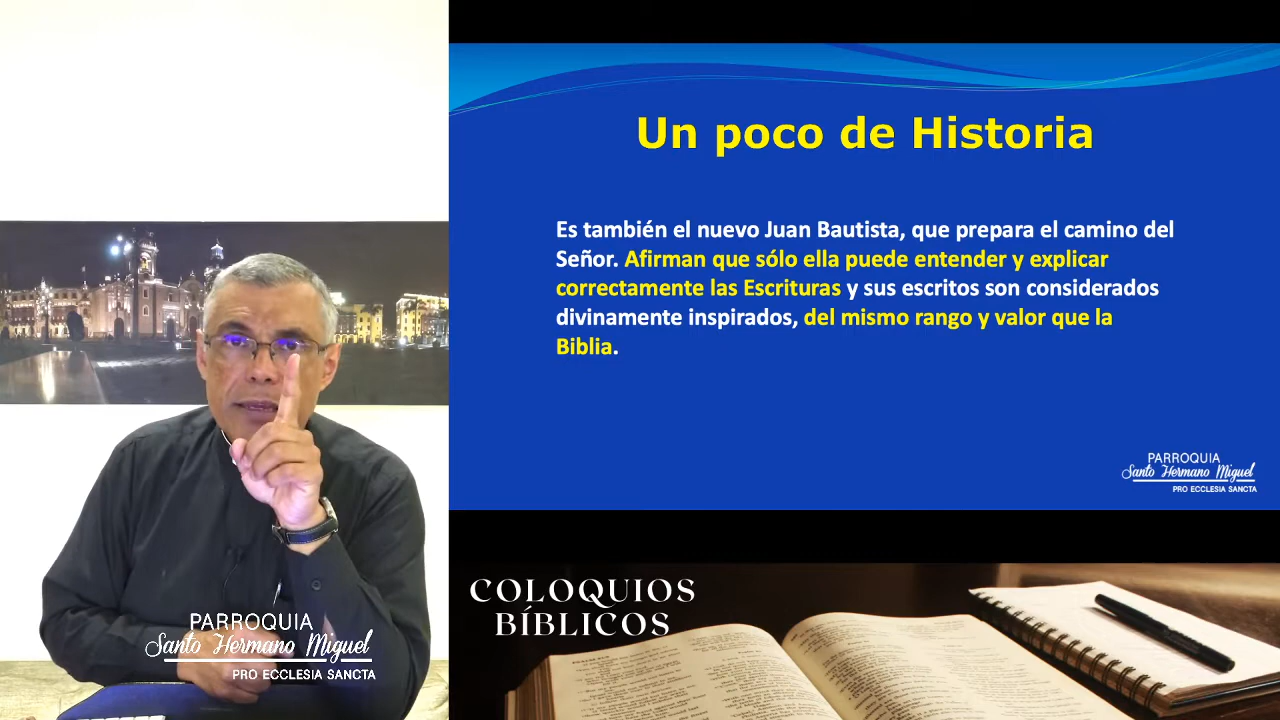 Un poco de Historia
Es también el nuevo Juan Bautista, que prepara el camino del
Señor. Afirman que sólo ella puede entender y explicar
correctamente las Escrituras y sus escritos son considerados
divinamente inspirados, del mismo rango y valor que la
Biblia.
PARROQUIA
Santo Hermano Miguel
PRO ECCLESIA SANCTA
COLOQUIOS
BÍBLICOS
PARROQUIA
Santo Hermano Miguel
PRO ECCLESIA SANCTA